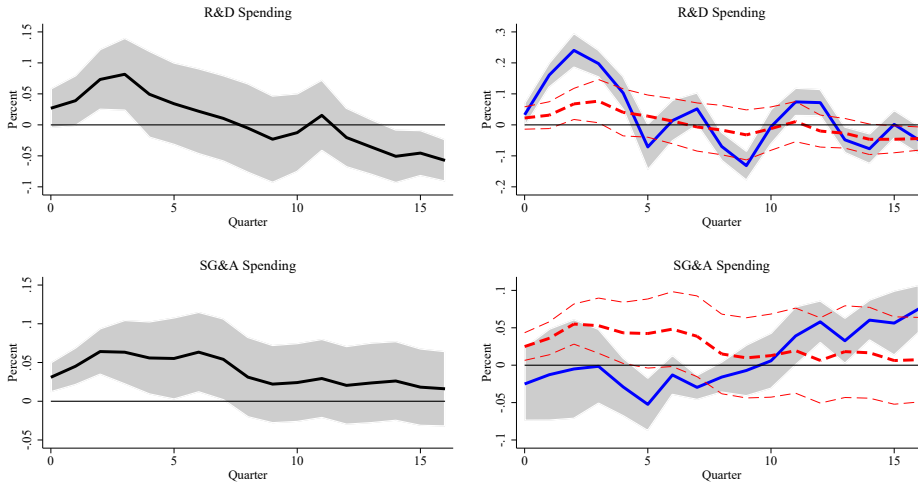 R&D Spending
Percent
.15
.1
.05
0
-.05
-.1
0 5 10 15
Quarter
R&D Spending
Percent
.3
.2
.1
0
-.1
-.2
0 5 10 15
Quarter
SG&A Spending
Percent
.15
.1
.05
0
-.05
0 5 10 15
Quarter
SG&A Spending
Percent
.1
.05
0
-.05
-.1
0 5 10 15
Quarter